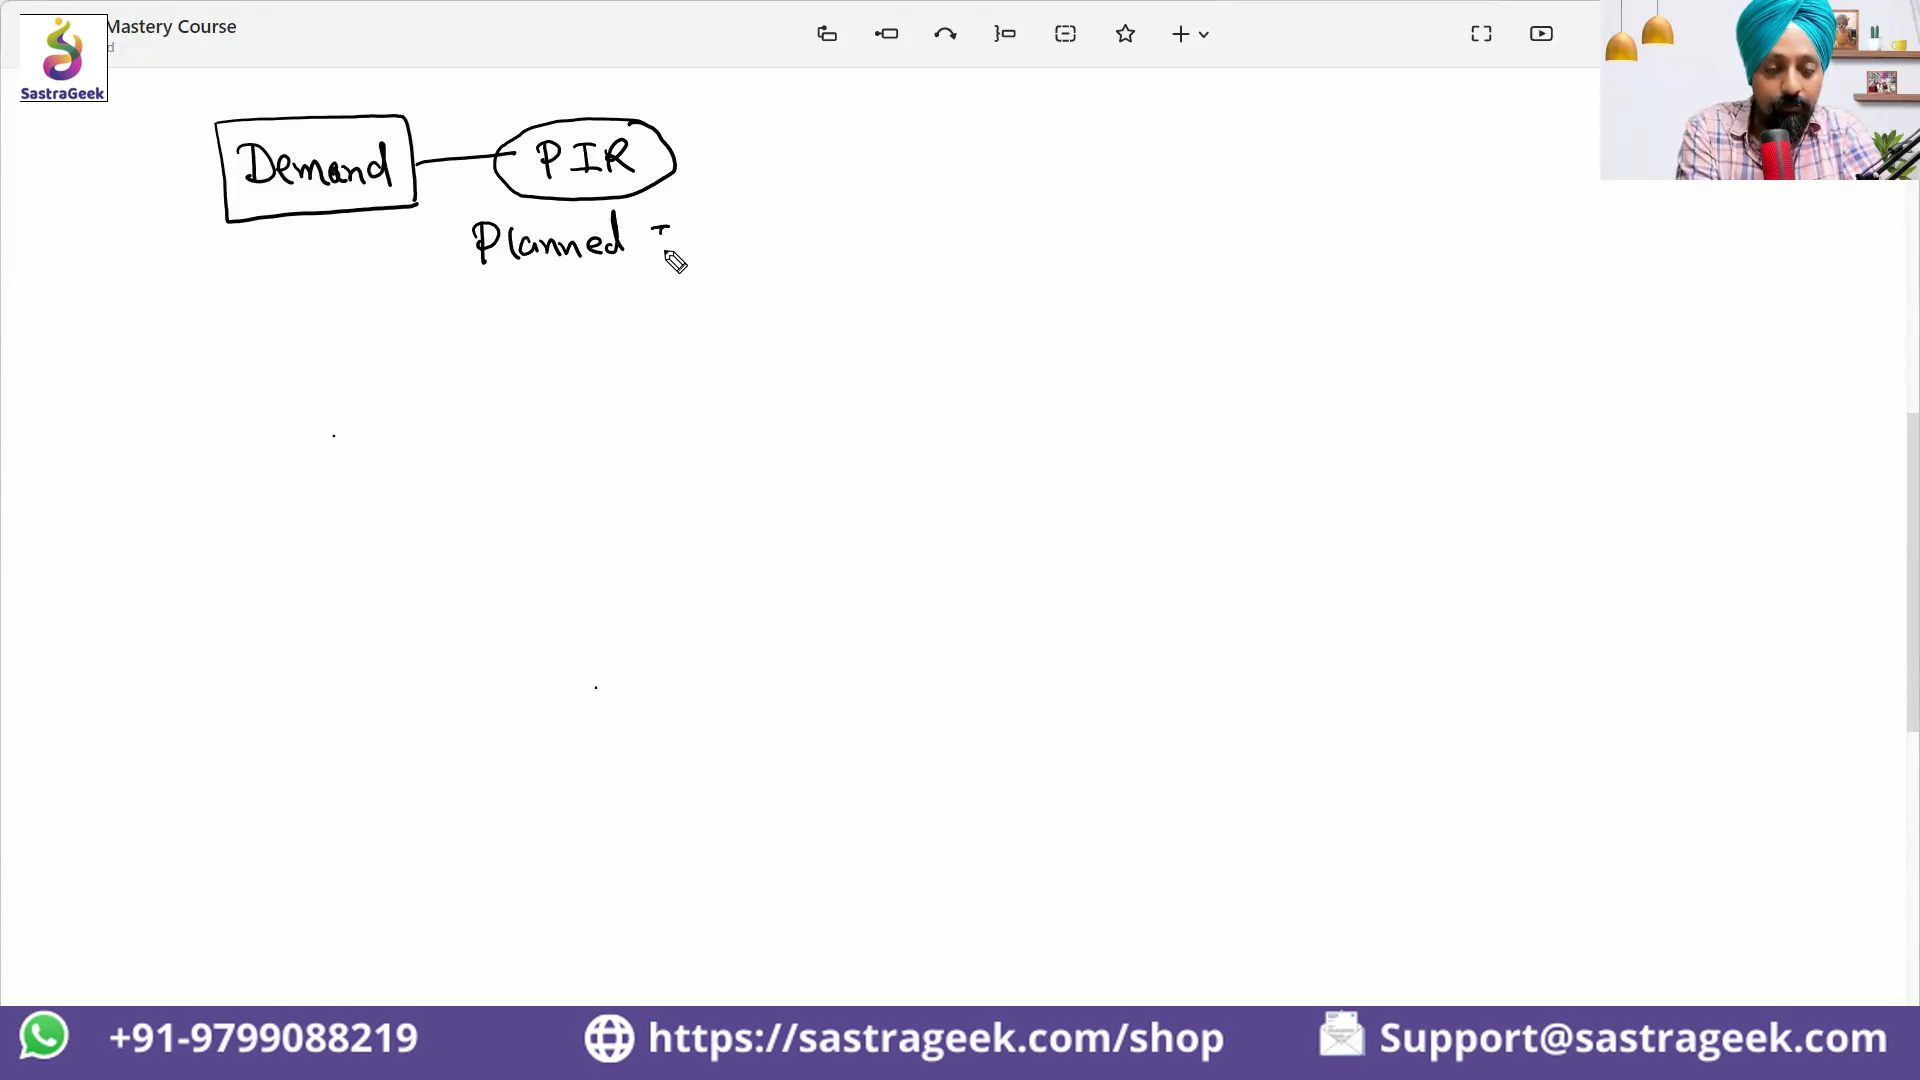 Mastery Course
d
SastraGeek
Demand
PIR
Planned
+91-9799088219
https://sastrageek.com/shop
Support@sastrageek.com